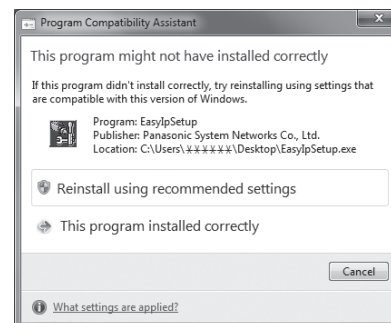 Program Compatibility Assistant
x
This program might not have installed correctly
If this program didn't install correctly, try reinstalling using settings that
are compatible with this version of Windows.
Program: EasyIpSetup
Publisher: Panasonic System Networks Co., Ltd.
Location: C:\Users\******\Desktop\EasyIpSetup.exe
Reinstall using recommended settings
This program installed correctly
Cancel
What settings are applied?